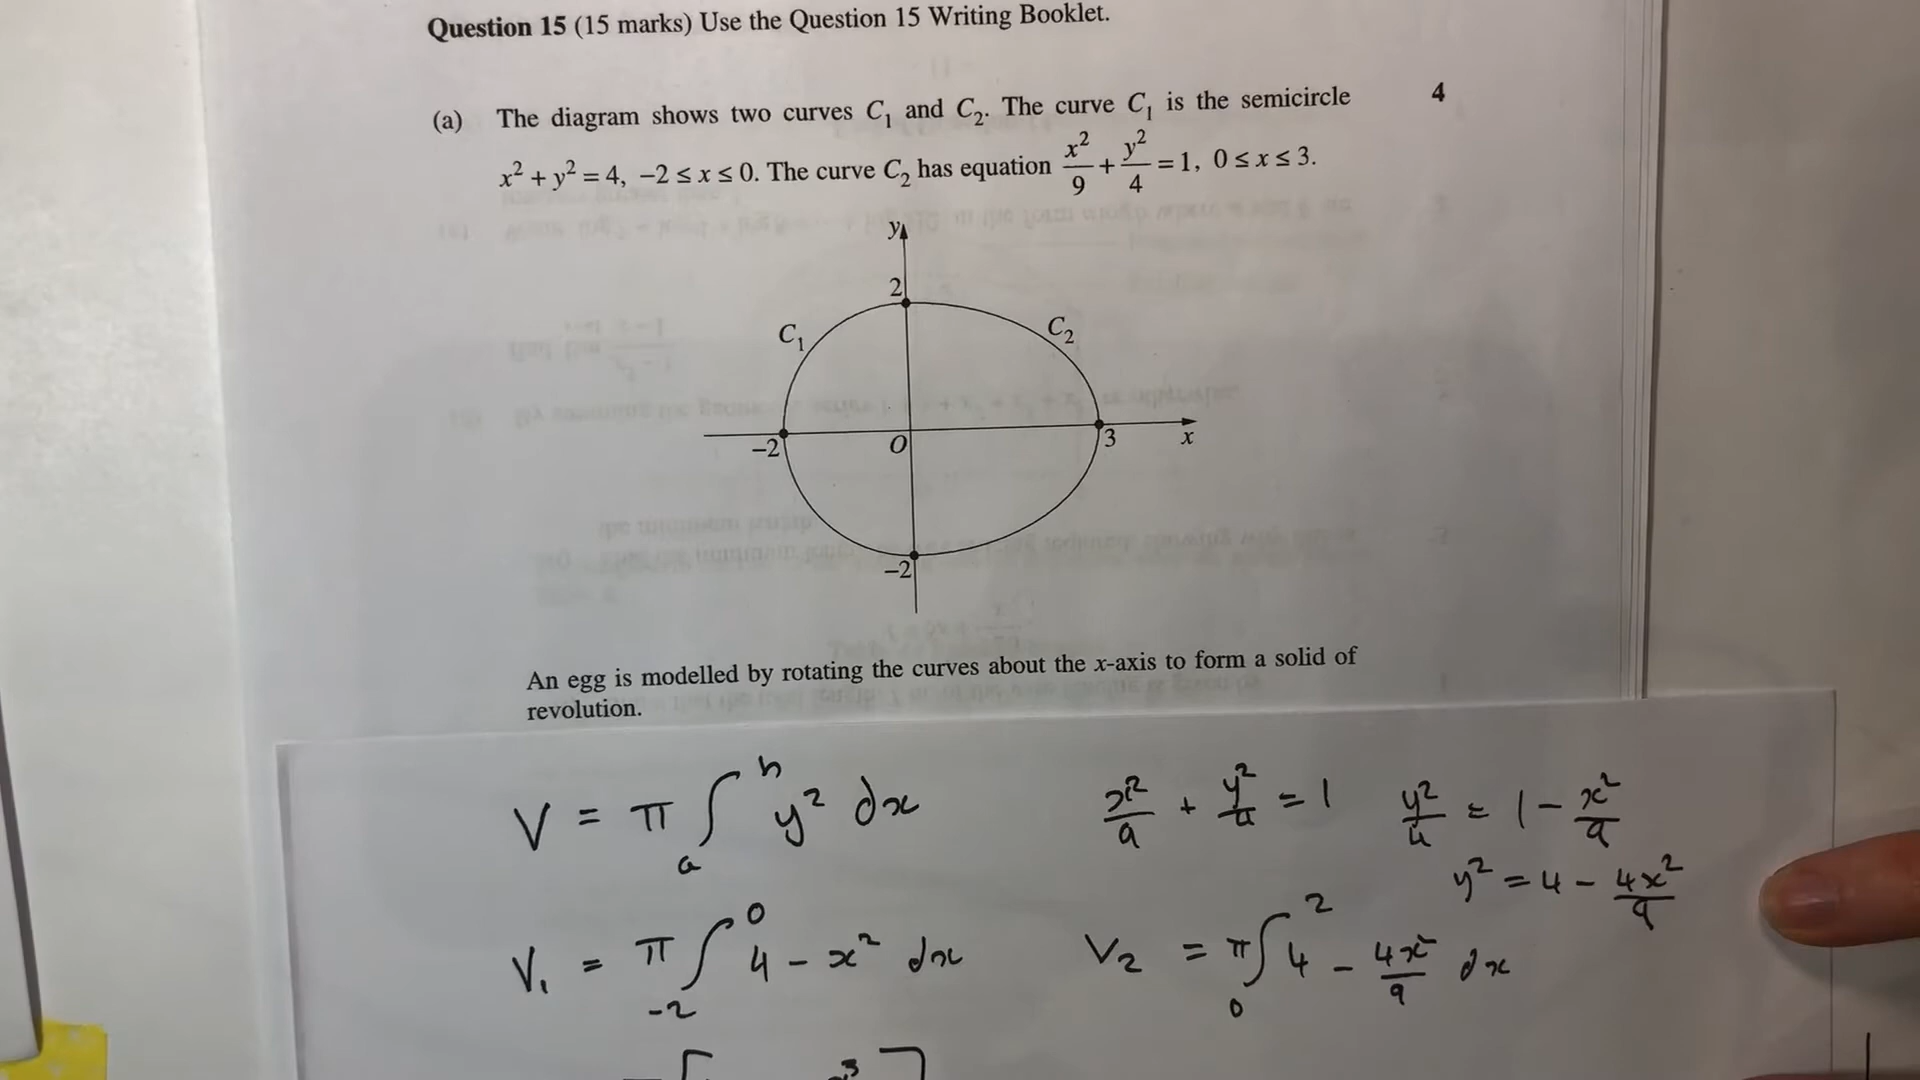 Question 15 (15 marks) Use the Question 15 Writing Booklet.
(a) The diagram shows two curves C₁ and C₂. The curve C₁ is the semicircle 4
x² + y² = 4, −2 ≤ x ≤ 0. The curve C₂ has equation x²/9 + y²/4 = 1, 0 ≤ x ≤ 3.
y
2
C₁
C₂
−2
O
3
x
−2
An egg is modelled by rotating the curves about the x-axis to form a solid of
revolution.
V = π ∫ₐᵇ y² dx
x²/9 + y²/4 = 1
y²/4 = 1 − x²/9
y² = 4 − 4x²/9
V₁ = π ∫₋₂⁰ 4 − x² dx
V₂ = π ∫₀² 4 − 4x²/9 dx